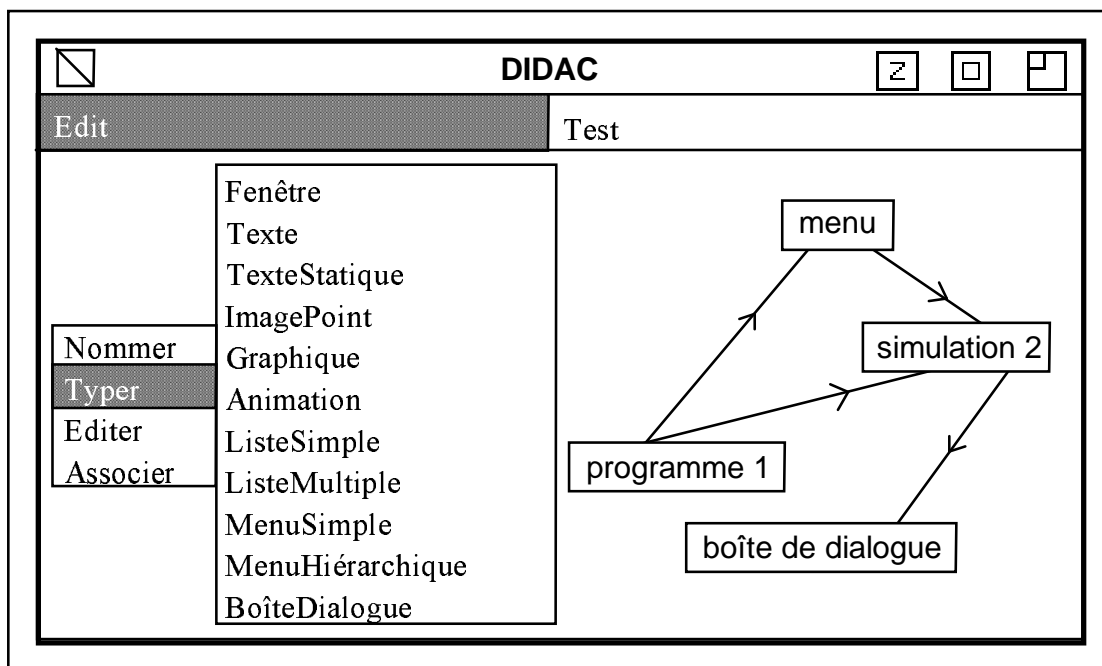 DIDAC
Edit
Test
Nommer
Typer
Editer
Associer
Fenêtre
Texte
TexteStatique
ImagePoint
Graphique
Animation
ListeSimple
ListeMultiple
MenuSimple
MenuHiérarchique
BoîteDialogue
menu
simulation 2
programme 1
boîte de dialogue